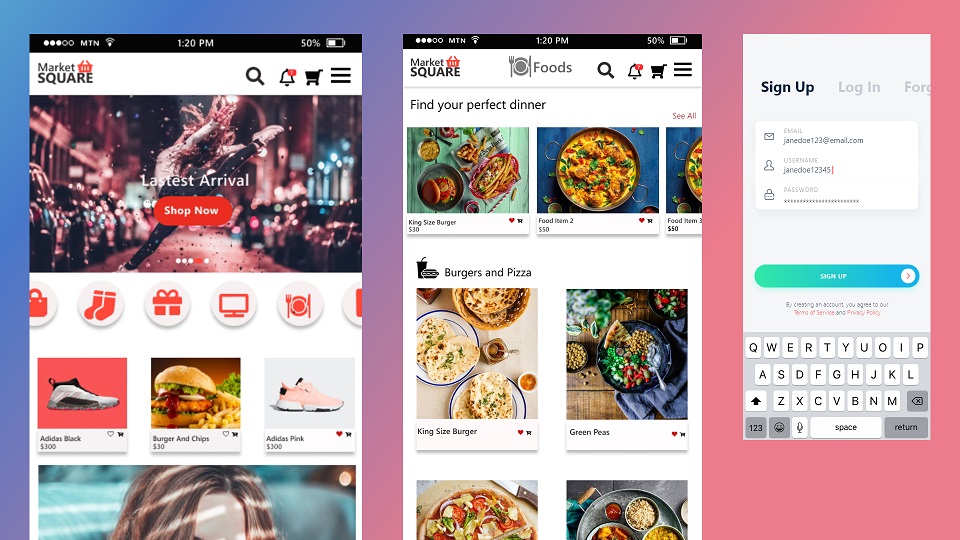 MTN
1:20 PM
50%
Market
SQUARE
Lastest Arrival
Shop Now
Adidas Black
$300
Burger And Chips
$30
Adidas Pink
$300
MTN
1:20 PM
50%
Market
SQUARE
Foods
Find your perfect dinner
See All
King Size Burger
$30
Food Item 2
$50
Food Item 3
$50
Burgers and Pizza
King Size Burger
Green Peas
Sign Up
Log In
Forg
EMAIL
janedoe123@email.com
USERNAME
janedoe12345
PASSWORD
************************
SIGN UP
By creating an account, you agree to our
Terms of Service and Privacy Policy
Q W E R T Y U O I P
A S D F G H J K L
Z X C V B N M
123 space return